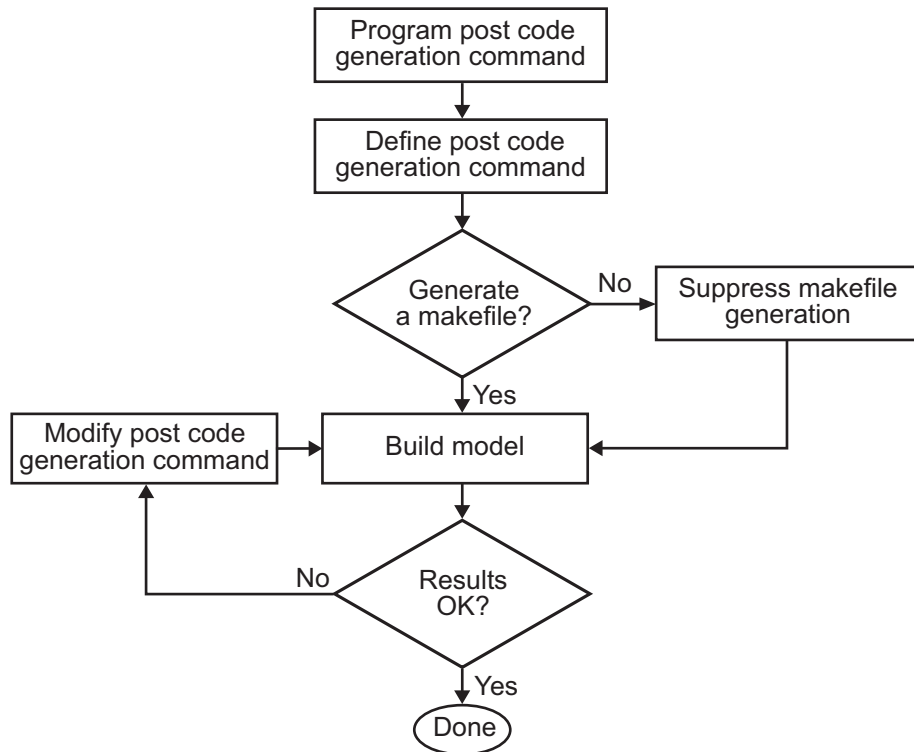 Program post code
generation command
Define post code
generation command
Generate
a makefile?
No
Suppress makefile
generation
Yes
Modify post code
generation command
Build model
No
Results
OK?
Yes
Done